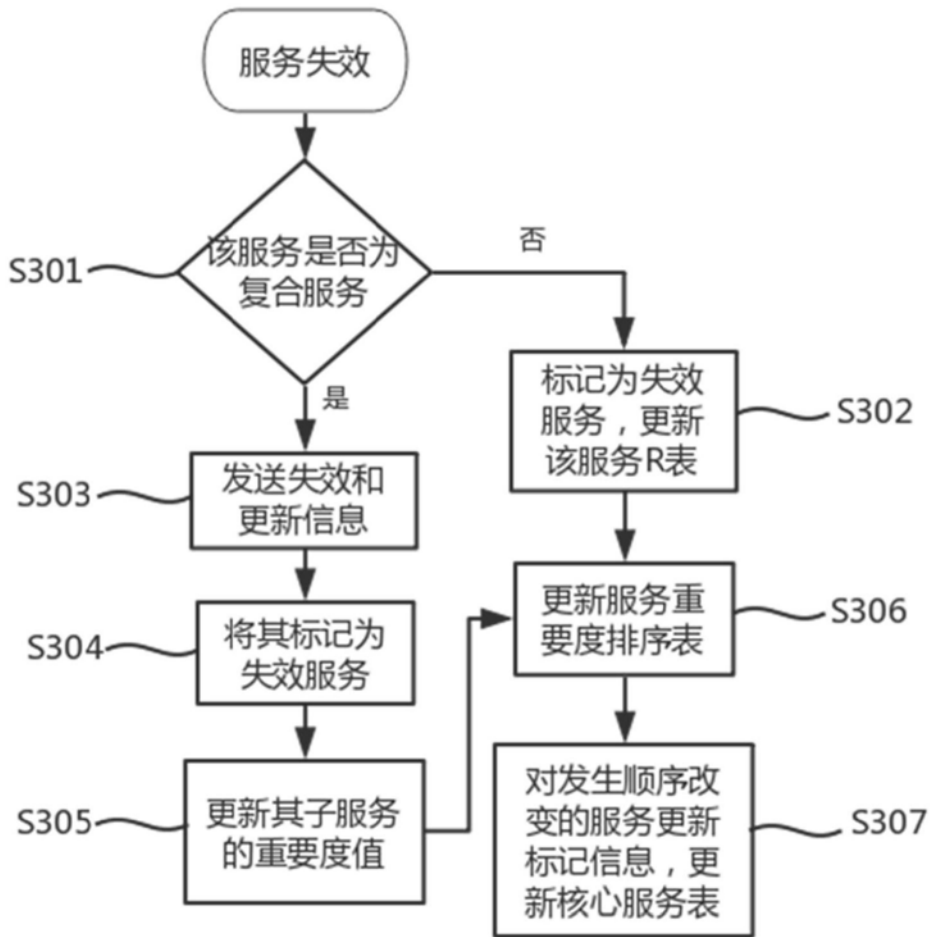 服务失效
否
S301
该服务是否为
复合服务
是
标记为失效
服务，更新
该服务R表
S302
S303
发送失效和
更新信息
更新服务重
要度排序表
S306
S304
将其标记为
失效服务
S305
更新其子服务
的重要度值
对发生顺序改
变的服务更新
标记信息，更
新核心服务表
S307